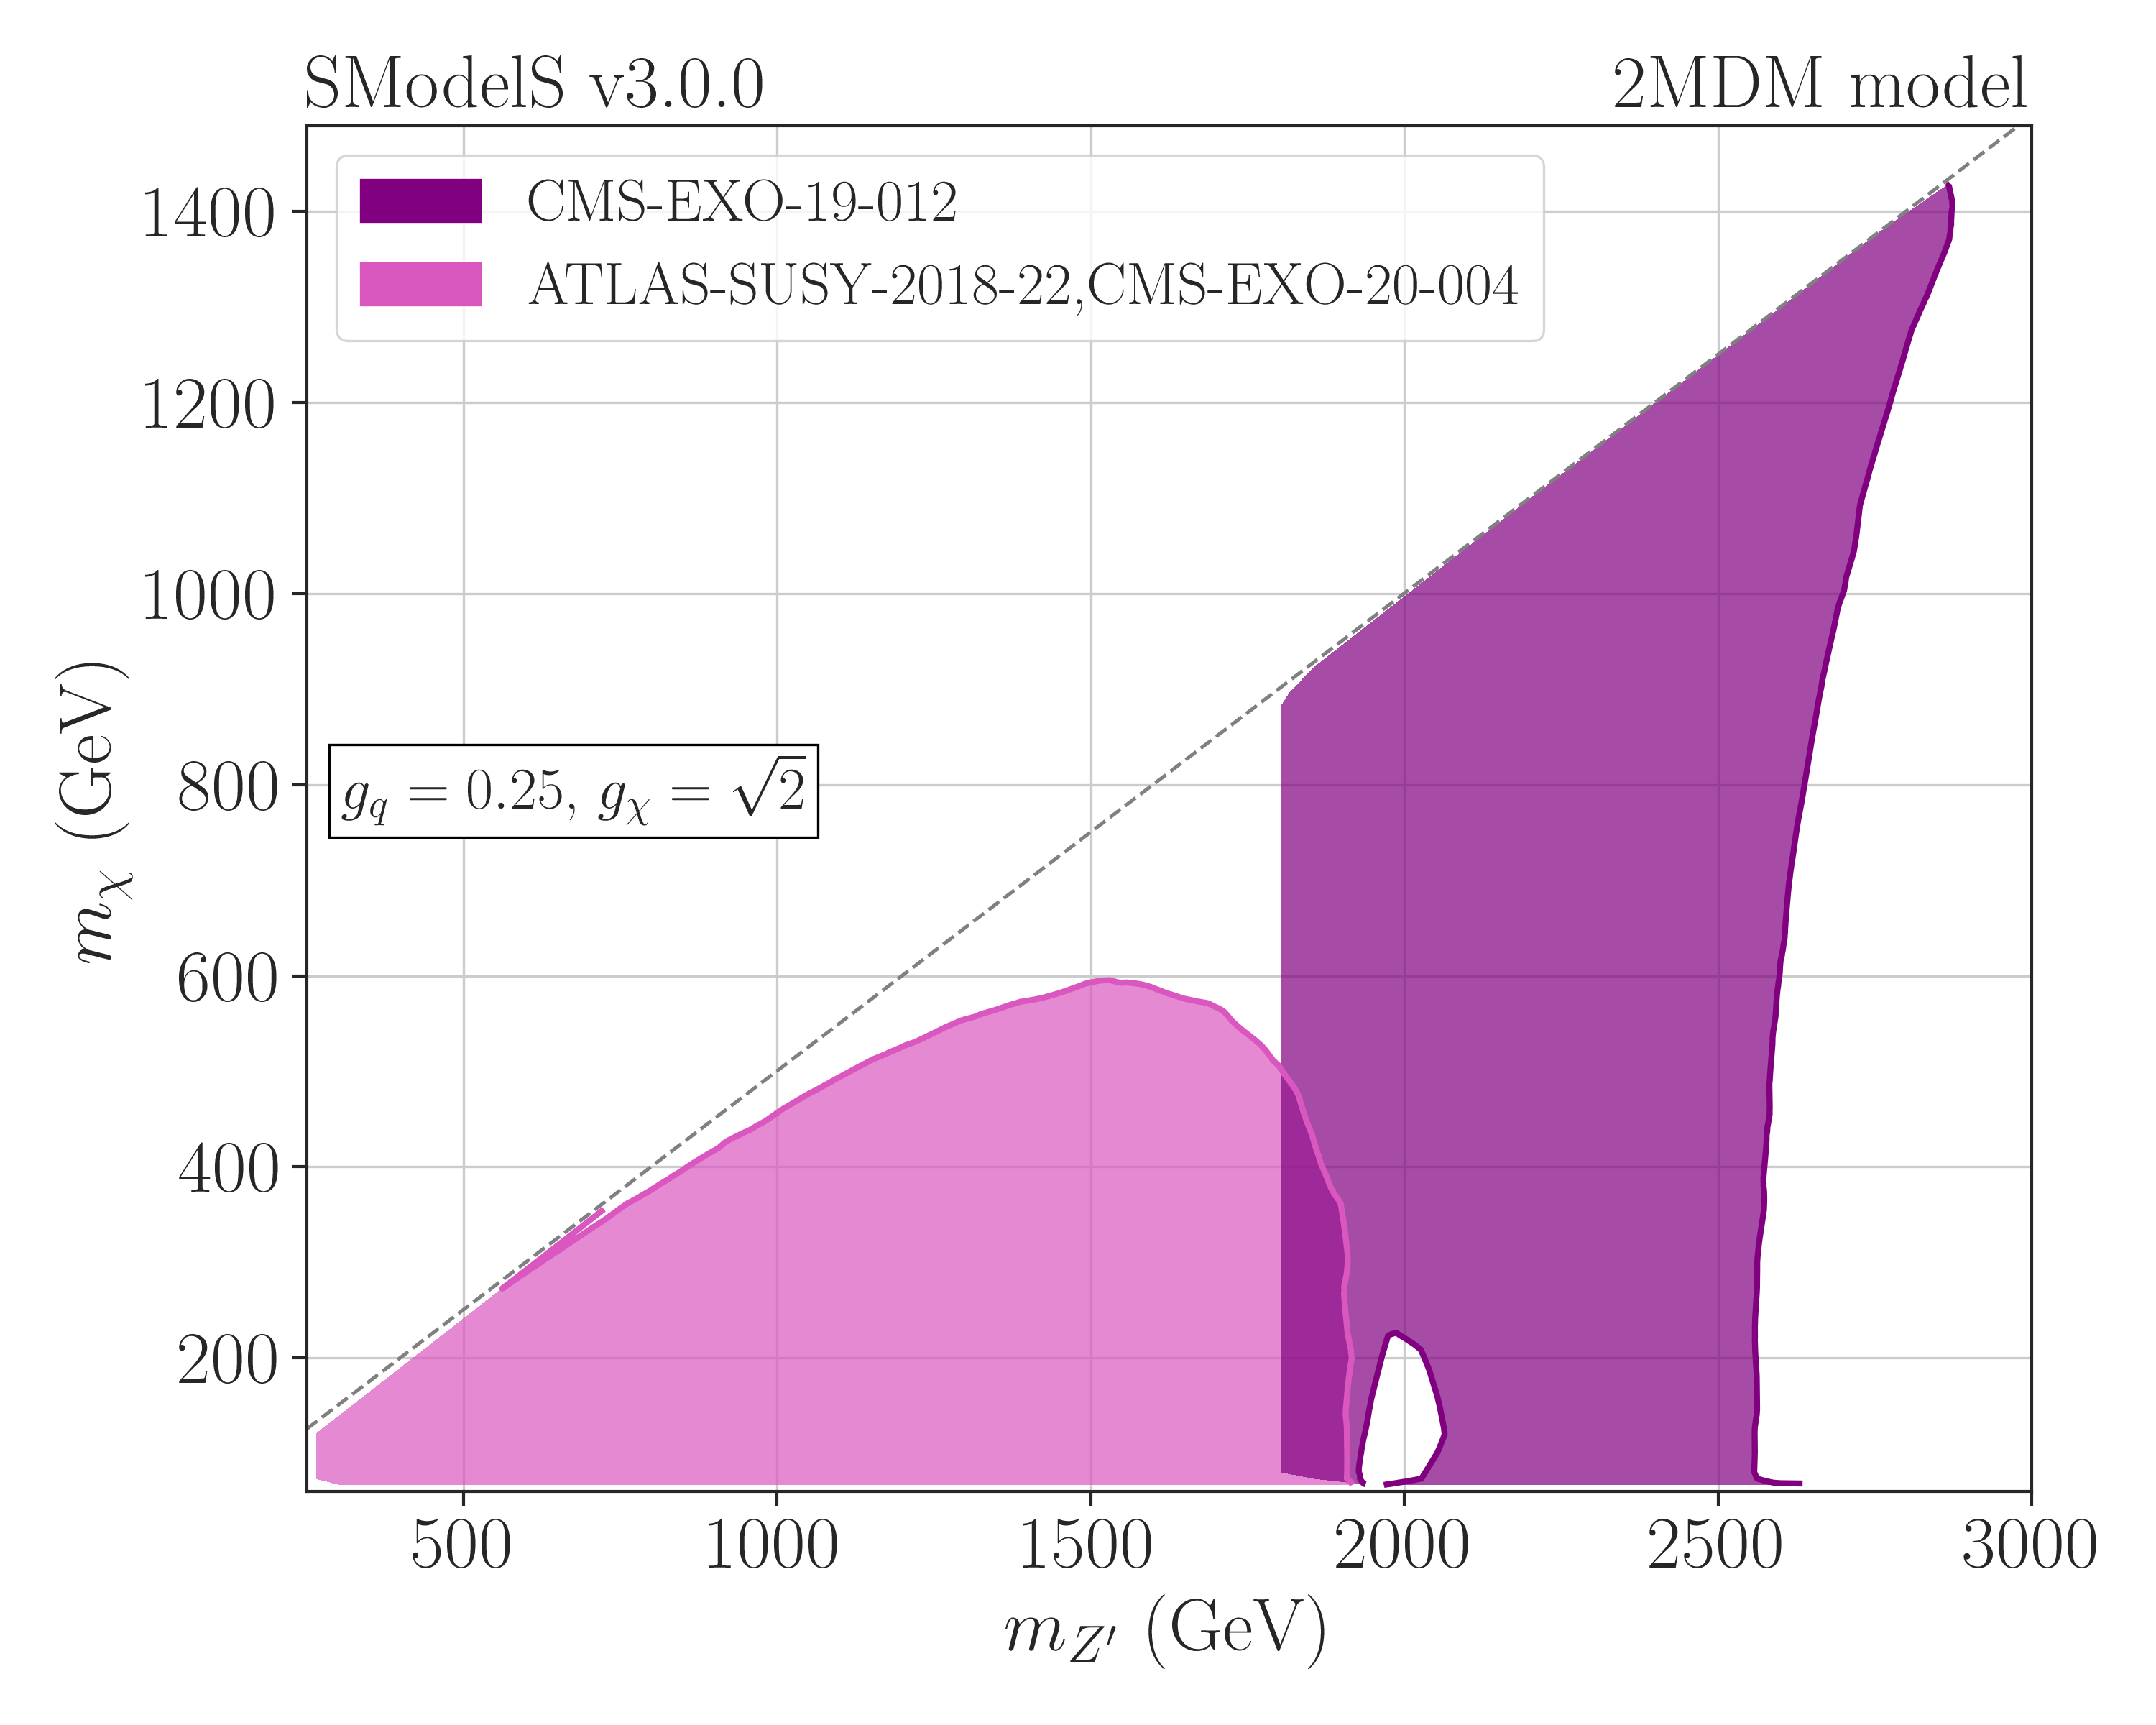 SModelS v3.0.0
2MDM model
CMS-EXO-19-012
ATLAS-SUSY-2018-22,CMS-EXO-20-004
1400
1200
1000
800
600
400
200
m_χ (GeV)
g_q = 0.25, g_χ = √2
500 1000 1500 2000 2500 3000
m_Z′ (GeV)